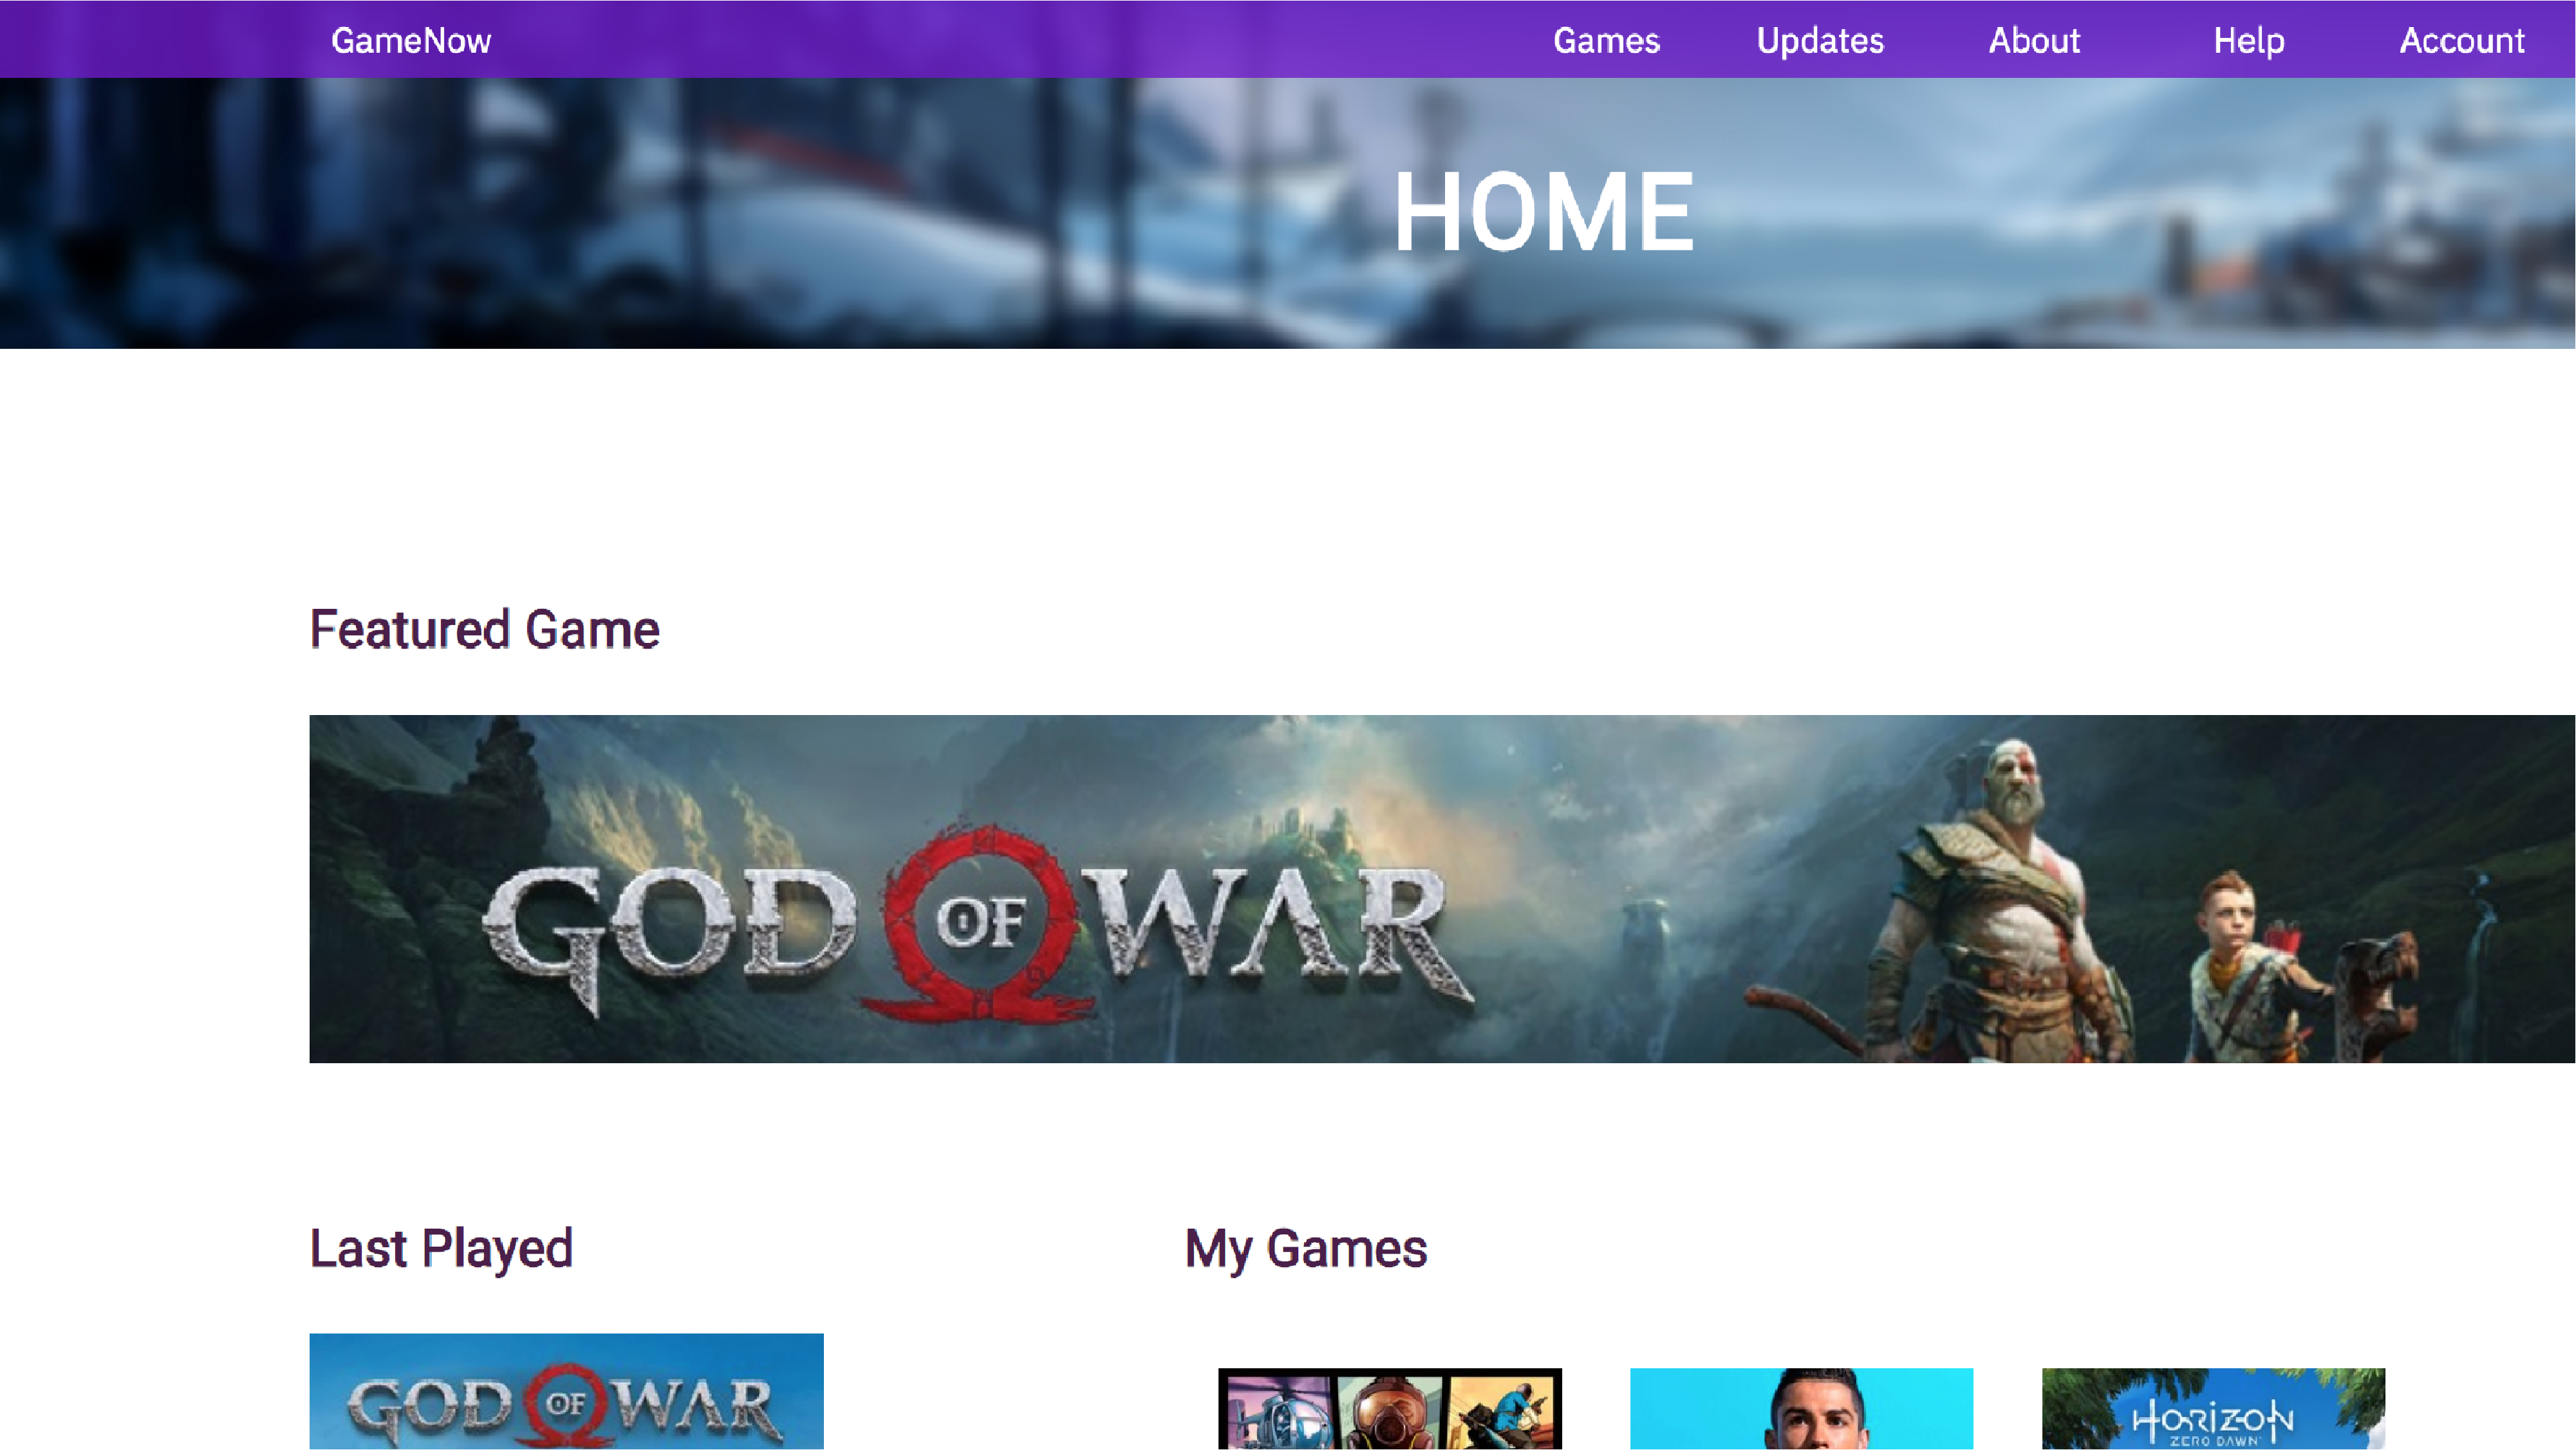 GameNow Games Updates About Help Account
HOME
Featured Game
GOD OF WAR
Last Played
My Games
GOD OF WAR
HORIZON
ZERO DAWN